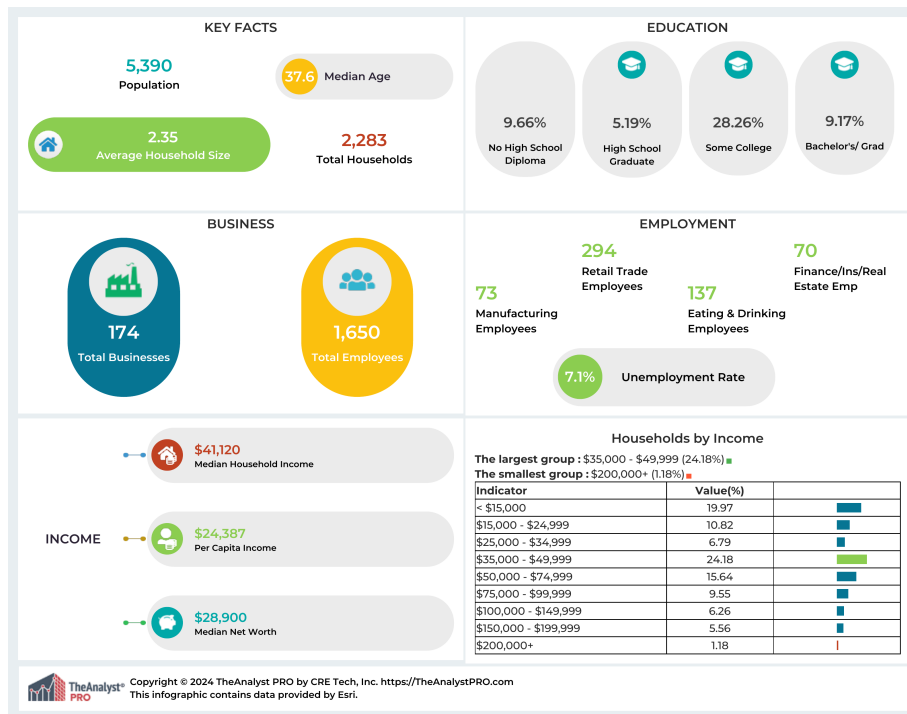 KEY FACTS
5,390
Population
37.6 Median Age
2.35
Average Household Size
2,283
Total Households
EDUCATION
9.66%
No High School
Diploma
5.19%
High School
Graduate
28.26%
Some College
9.17%
Bachelor's/ Grad
BUSINESS
174
Total Businesses
1,650
Total Employees
EMPLOYMENT
73
Manufacturing
Employees
294
Retail Trade
Employees
137
Eating & Drinking
Employees
70
Finance/Ins/Real
Estate Emp
7.1% Unemployment Rate
INCOME
$41,120
Median Household Income
$24,387
Per Capita Income
$28,900
Median Net Worth
Households by Income
The largest group : $35,000 - $49,999 (24.18%)
The smallest group : $200,000+ (1.18%)
Indicator Value(%)
< $15,000 19.97
$15,000 - $24,999 10.82
$25,000 - $34,999 6.79
$35,000 - $49,999 24.18
$50,000 - $74,999 15.64
$75,000 - $99,999 9.55
$100,000 - $149,999 6.26
$150,000 - $199,999 5.56
$200,000+ 1.18
TheAnalyst®
PRO
Copyright © 2024 TheAnalyst PRO by CRE Tech, Inc. https://TheAnalystPRO.com
This infographic contains data provided by Esri.